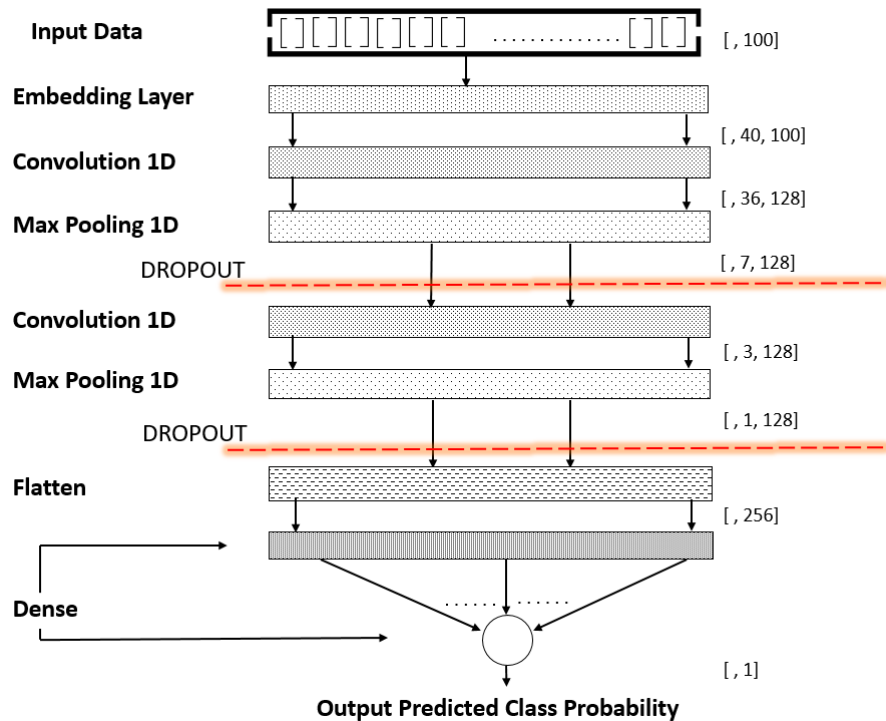 Input Data
[ , 100]
Embedding Layer
[ , 40, 100]
Convolution 1D
[ , 36, 128]
Max Pooling 1D
[ , 7, 128]
DROPOUT
Convolution 1D
[ , 3, 128]
Max Pooling 1D
[ , 1, 128]
DROPOUT
Flatten
[ , 256]
Dense
[ , 1]
Output Predicted Class Probability